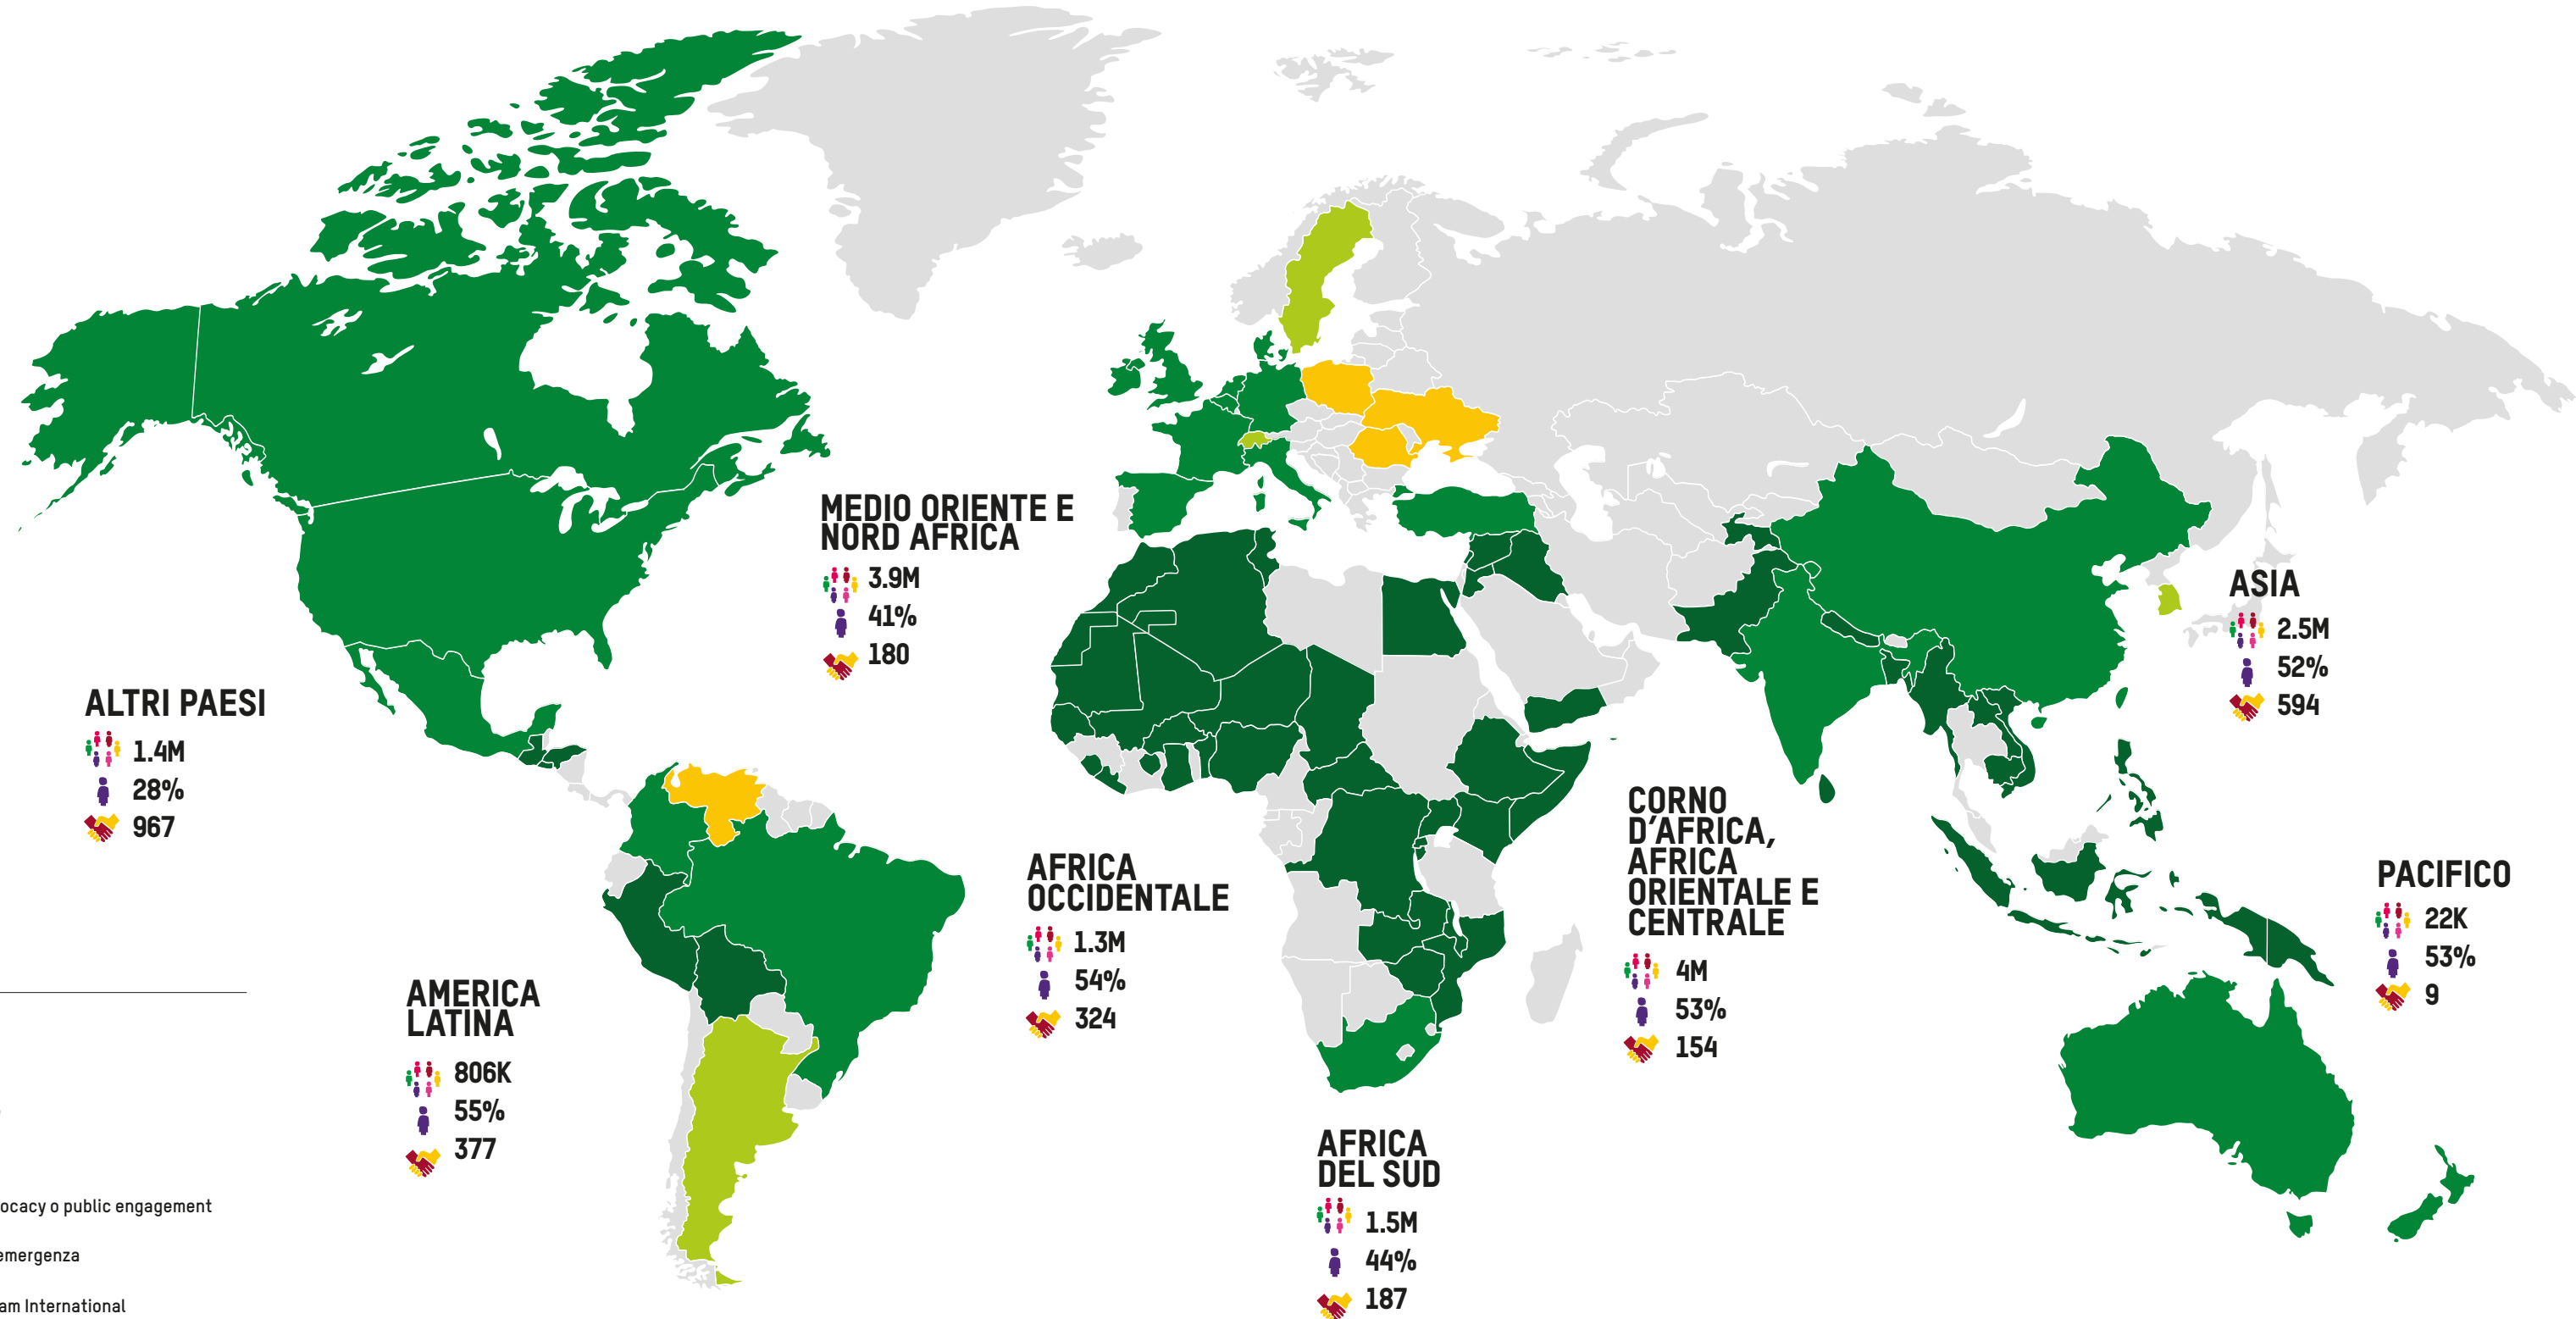 MEDIO ORIENTE E
NORD AFRICA
3.9M
41%
180
ASIA
2.5M
52%
594
ALTRI PAESI
1.4M
28%
967
CORNO
D'AFRICA,
AFRICA
ORIENTALE E
CENTRALE
4M
53%
154
AFRICA
OCCIDENTALE
1.3M
54%
324
PACIFICO
22K
53%
9
AMERICA
LATINA
806K
55%
377
AFRICA
DEL SUD
1.5M
44%
187
ocacy o public engagement
emergenza
am International